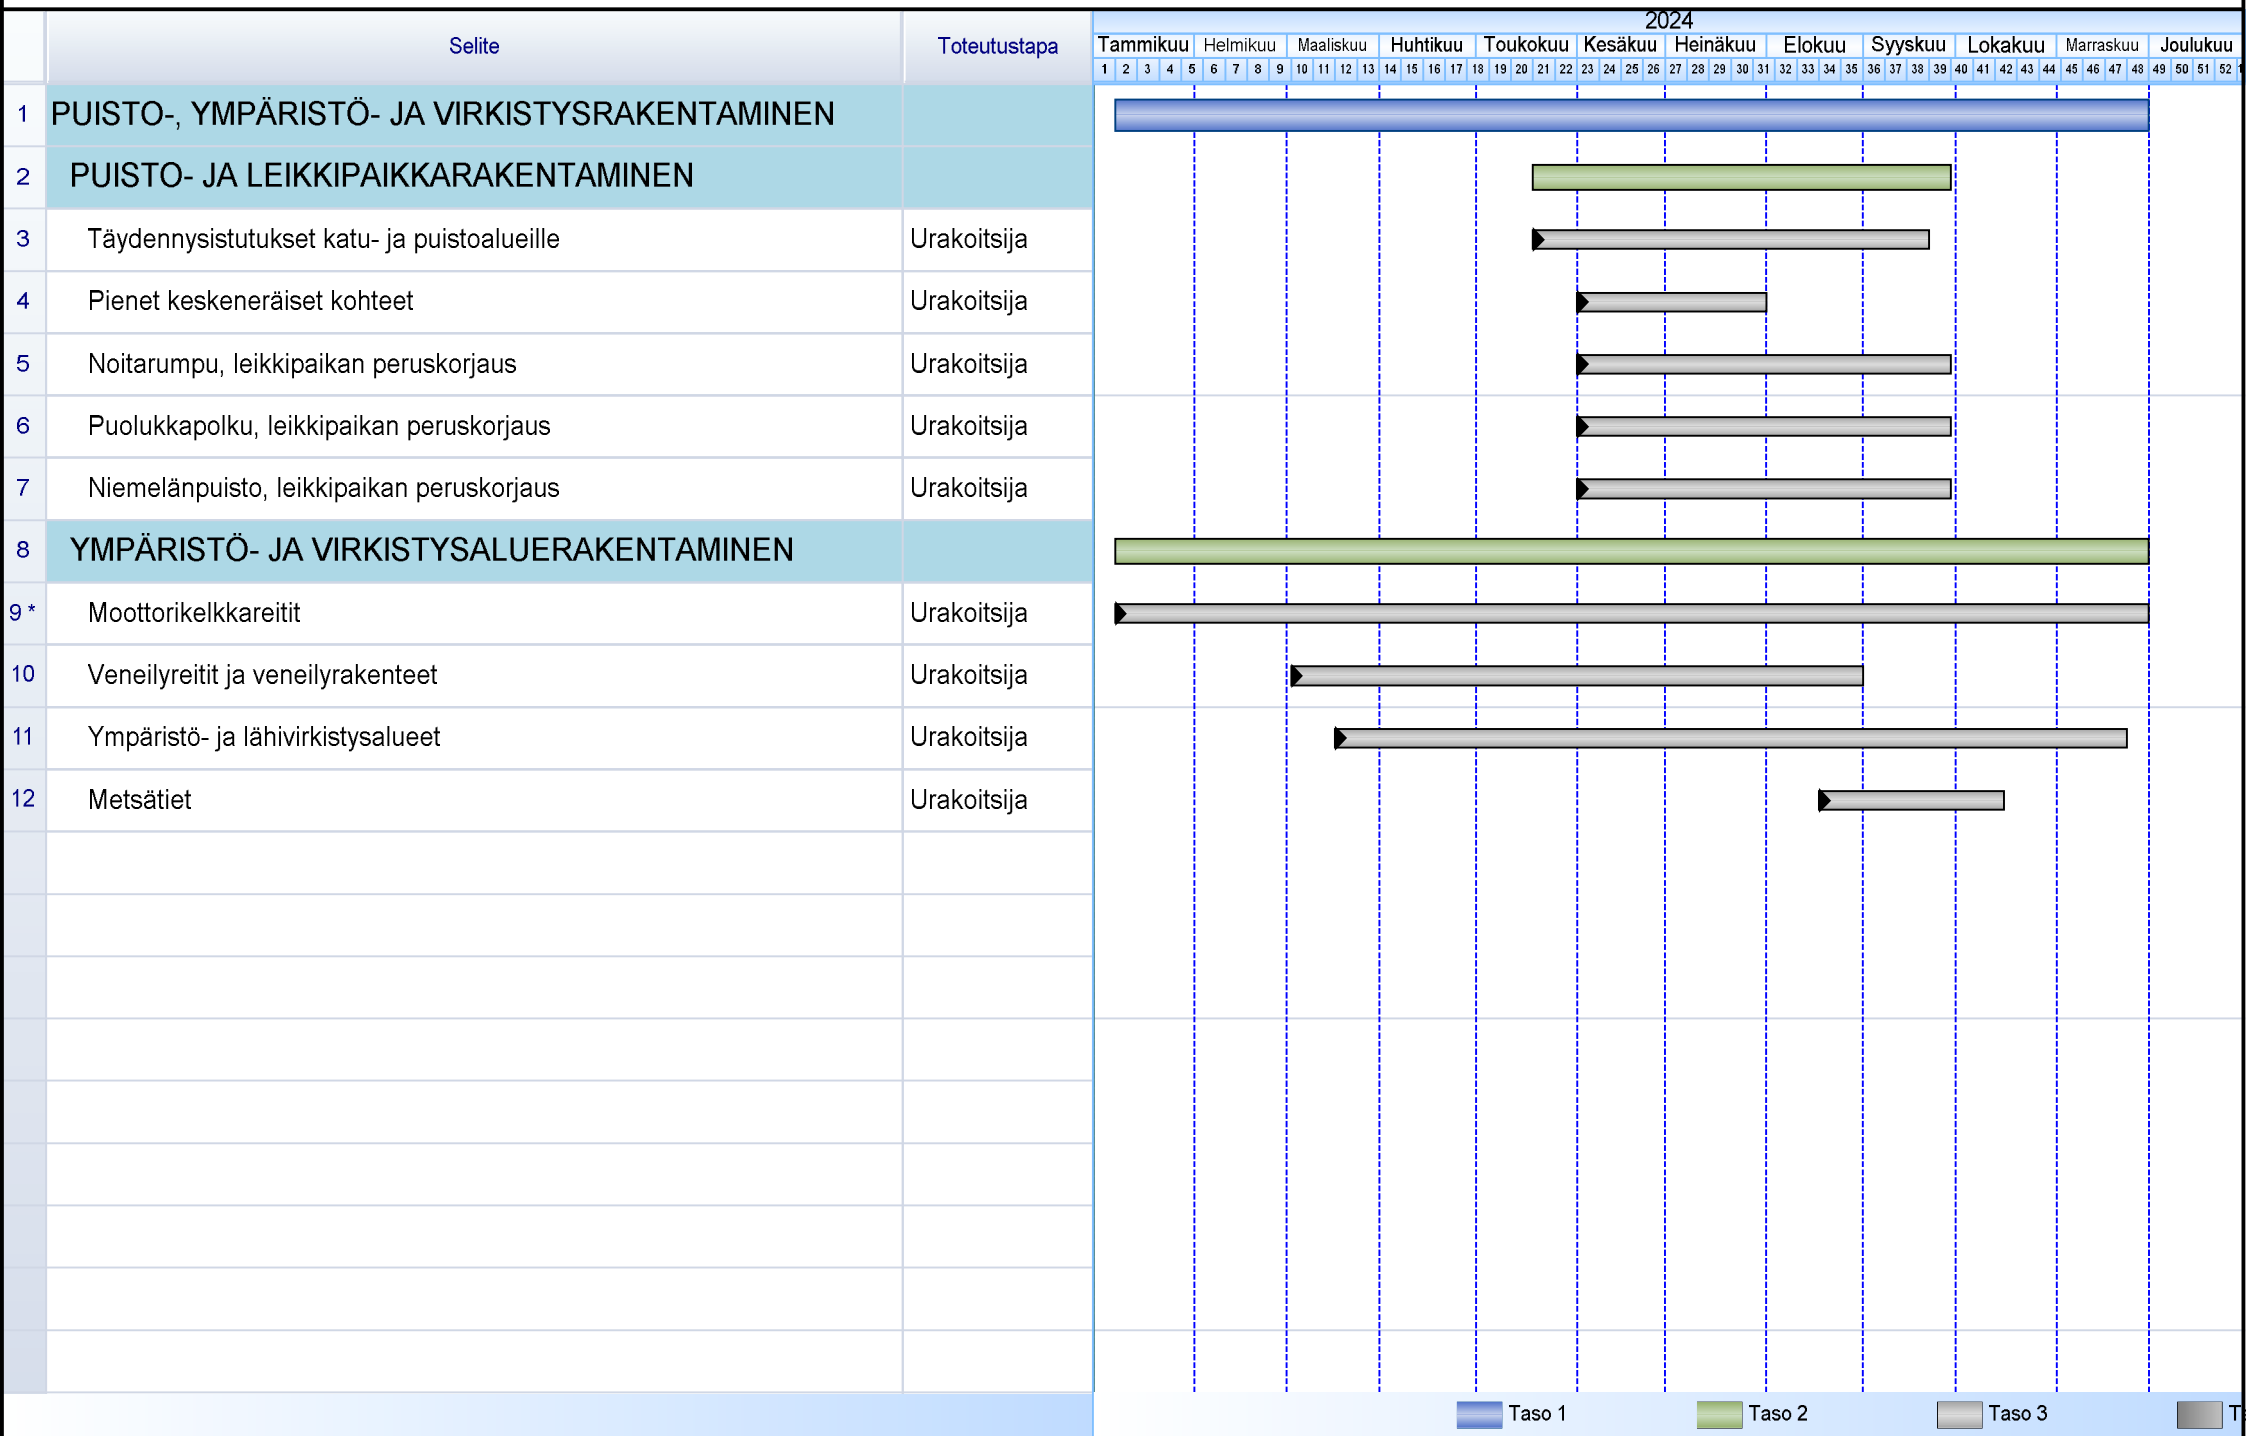 2024
Selite Toteutustapa Tammikuu Helmikuu Maaliskuu Huhtikuu Toukokuu Kesäkuu Heinäkuu Elokuu Syyskuu Lokakuu Marraskuu Joulukuu
1 2 3 4 5 6 7 8 9 10 11 12 13 14 15 16 17 18 19 20 21 22 23 24 25 26 27 28 29 30 31 32 33 34 35 36 37 38 39 40 41 42 43 44 45 46 47 48 49 50 51 52
1 PUISTO-, YMPÄRISTÖ- JA VIRKISTYSRAKENTAMINEN
2 PUISTO- JA LEIKKIPAIKKARAKENTAMINEN
3 Täydennysistutukset katu- ja puistoalueille Urakoitsija
4 Pienet keskeneräiset kohteet Urakoitsija
5 Noitarumpu, leikkipaikan peruskorjaus Urakoitsija
6 Puolukkapolku, leikkipaikan peruskorjaus Urakoitsija
7 Niemelänpuisto, leikkipaikan peruskorjaus Urakoitsija
8 YMPÄRISTÖ- JA VIRKISTYSALUERAKENTAMINEN
9 * Moottorikelkkareitit Urakoitsija
10 Veneilyreitit ja veneilyrakenteet Urakoitsija
11 Ympäristö- ja lähivirkistysalueet Urakoitsija
12 Metsätiet Urakoitsija
Taso 1 Taso 2 Taso 3